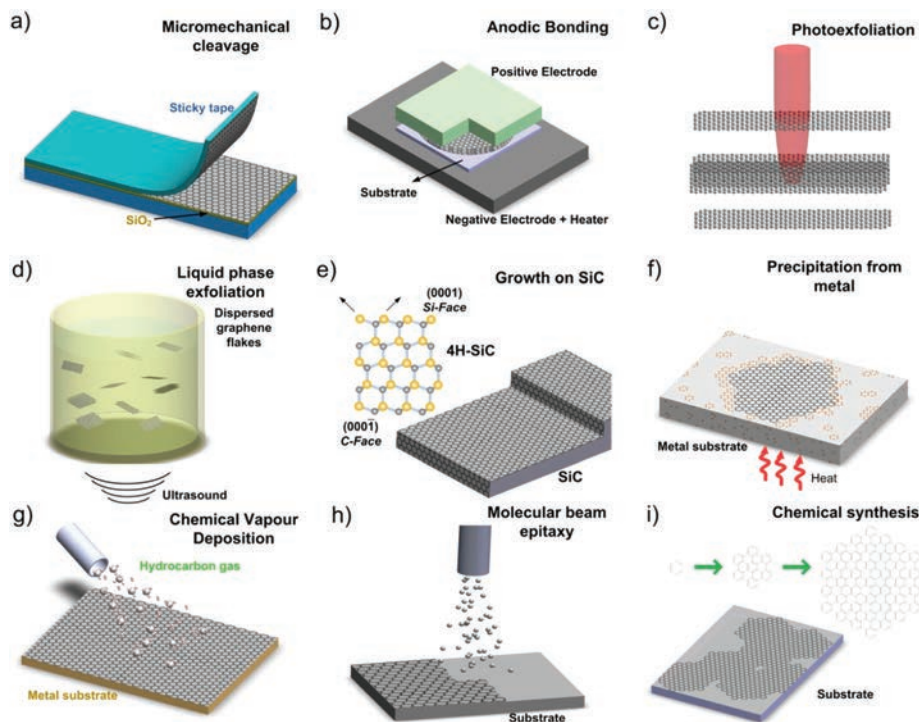 a)
Micromechanical
cleavage
Sticky tape
SiO₂
b)
Anodic Bonding
Positive Electrode
Substrate
Negative Electrode + Heater
c)
Photoexfoliation
d)
Liquid phase
exfoliation
Dispersed
graphene
flakes
Ultrasound
e)
Growth on SiC
(0001)
Si-Face
4H-SiC
(0001̅)
C-Face
SiC
f)
Precipitation from
metal
Metal substrate
Heat
g)
Chemical Vapour
Deposition
Hydrocarbon gas
Metal substrate
h)
Molecular beam
epitaxy
Substrate
i)
Chemical synthesis
Substrate